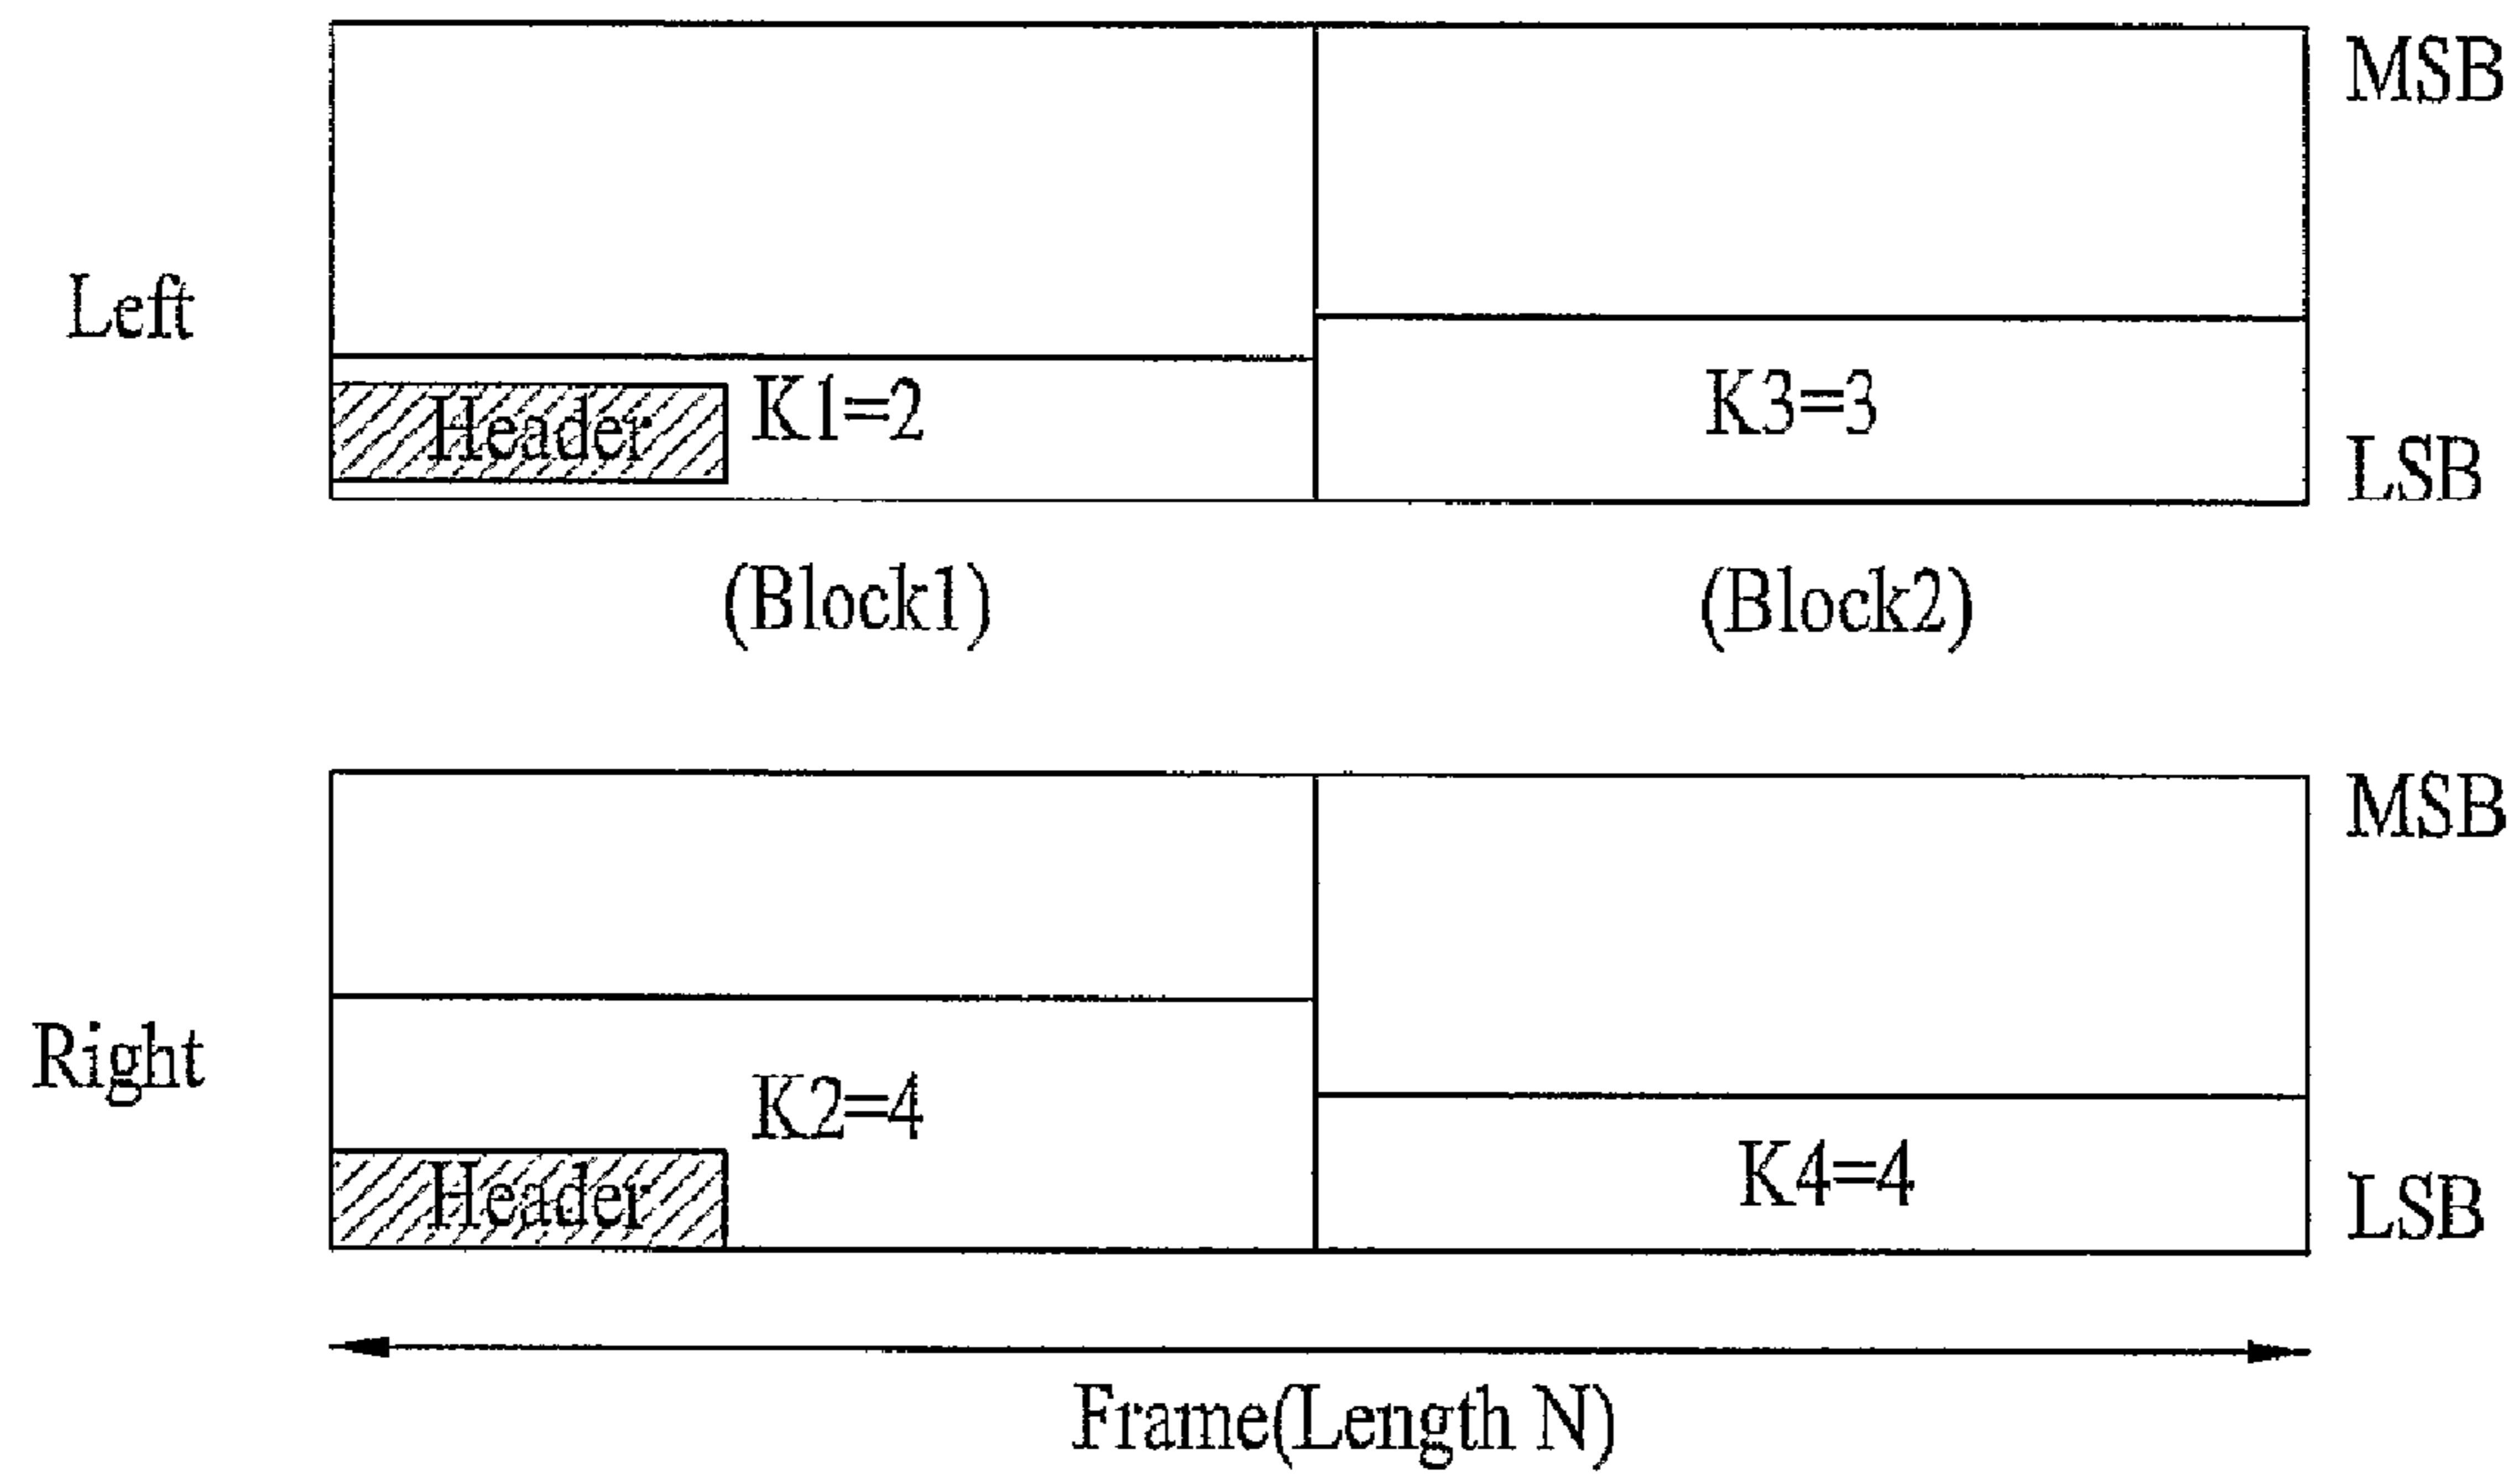 MSB
Left
Header K1=2 K3=3
LSB
(Block1) (Block2)
MSB
Right
K2=4
Header K4=4 LSB
Frame(Length N)